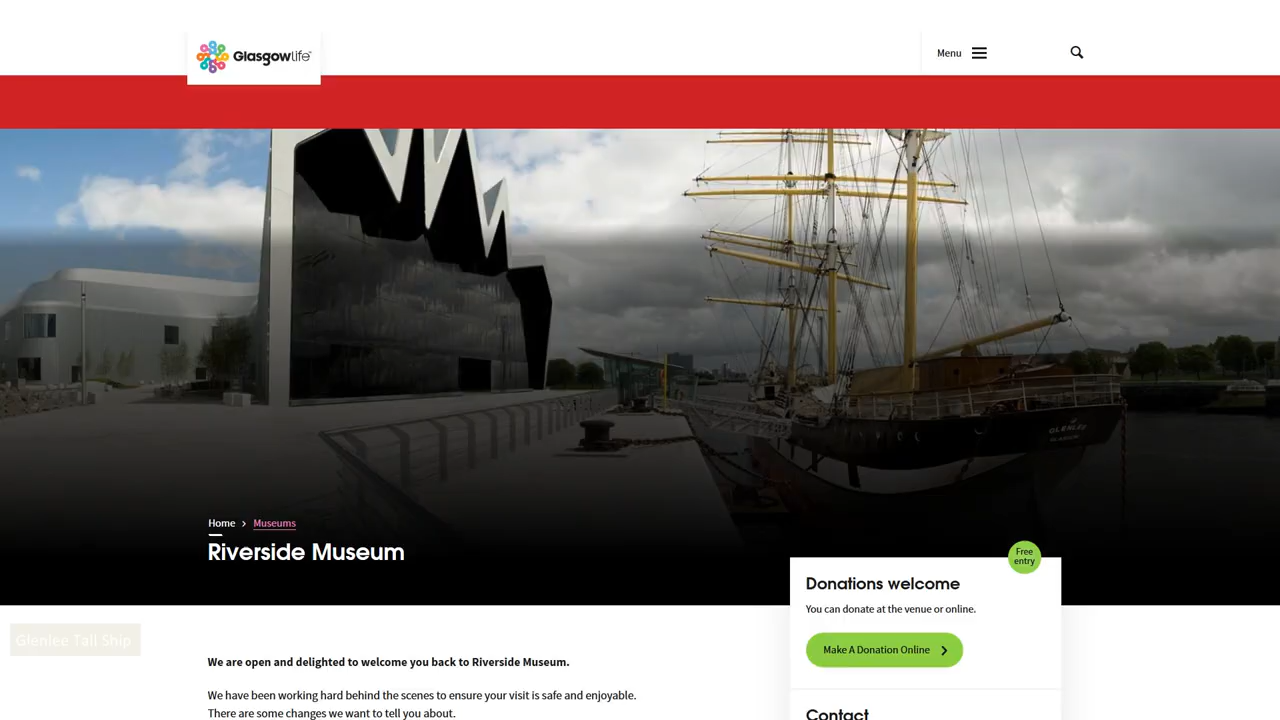 Glasgowlife™
Menu
GLENLEE
GLASGOW
Home > Museums
Riverside Museum
Free
entry
Donations welcome
You can donate at the venue or online.
Make A Donation Online
Glenlee Tall Ship
We are open and delighted to welcome you back to Riverside Museum.
We have been working hard behind the scenes to ensure your visit is safe and enjoyable.
There are some changes we want to tell you about.
Contact